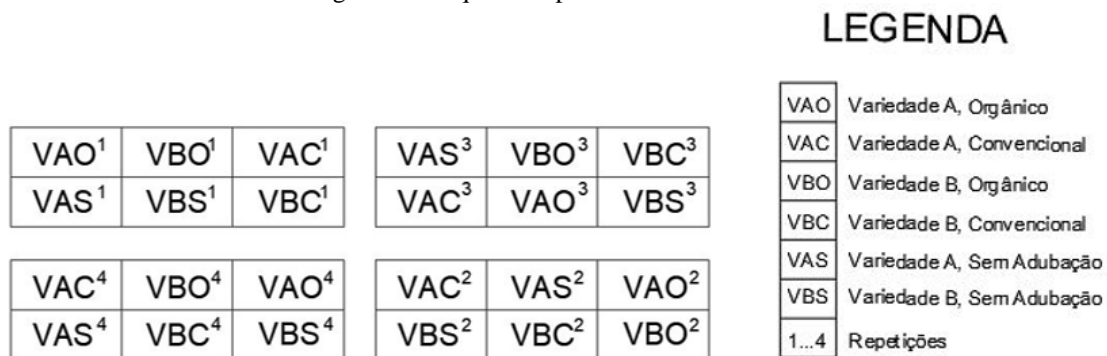 LEGENDA
VAO¹ VBO¹ VAC¹
VAS¹ VBS¹ VBC¹
VAS³ VBO³ VBC³
VAC³ VAO³ VBS³
VAC⁴ VBO⁴ VAO⁴
VAS⁴ VBC⁴ VBS⁴
VAC² VAS² VAO²
VBS² VBC² VBO²
VAO Variedade A, Orgânico
VAC Variedade A, Convencional
VBO Variedade B, Orgânico
VBC Variedade B, Convencional
VAS Variedade A, Sem Adubação
VBS Variedade B, Sem Adubação
1...4 Repetições